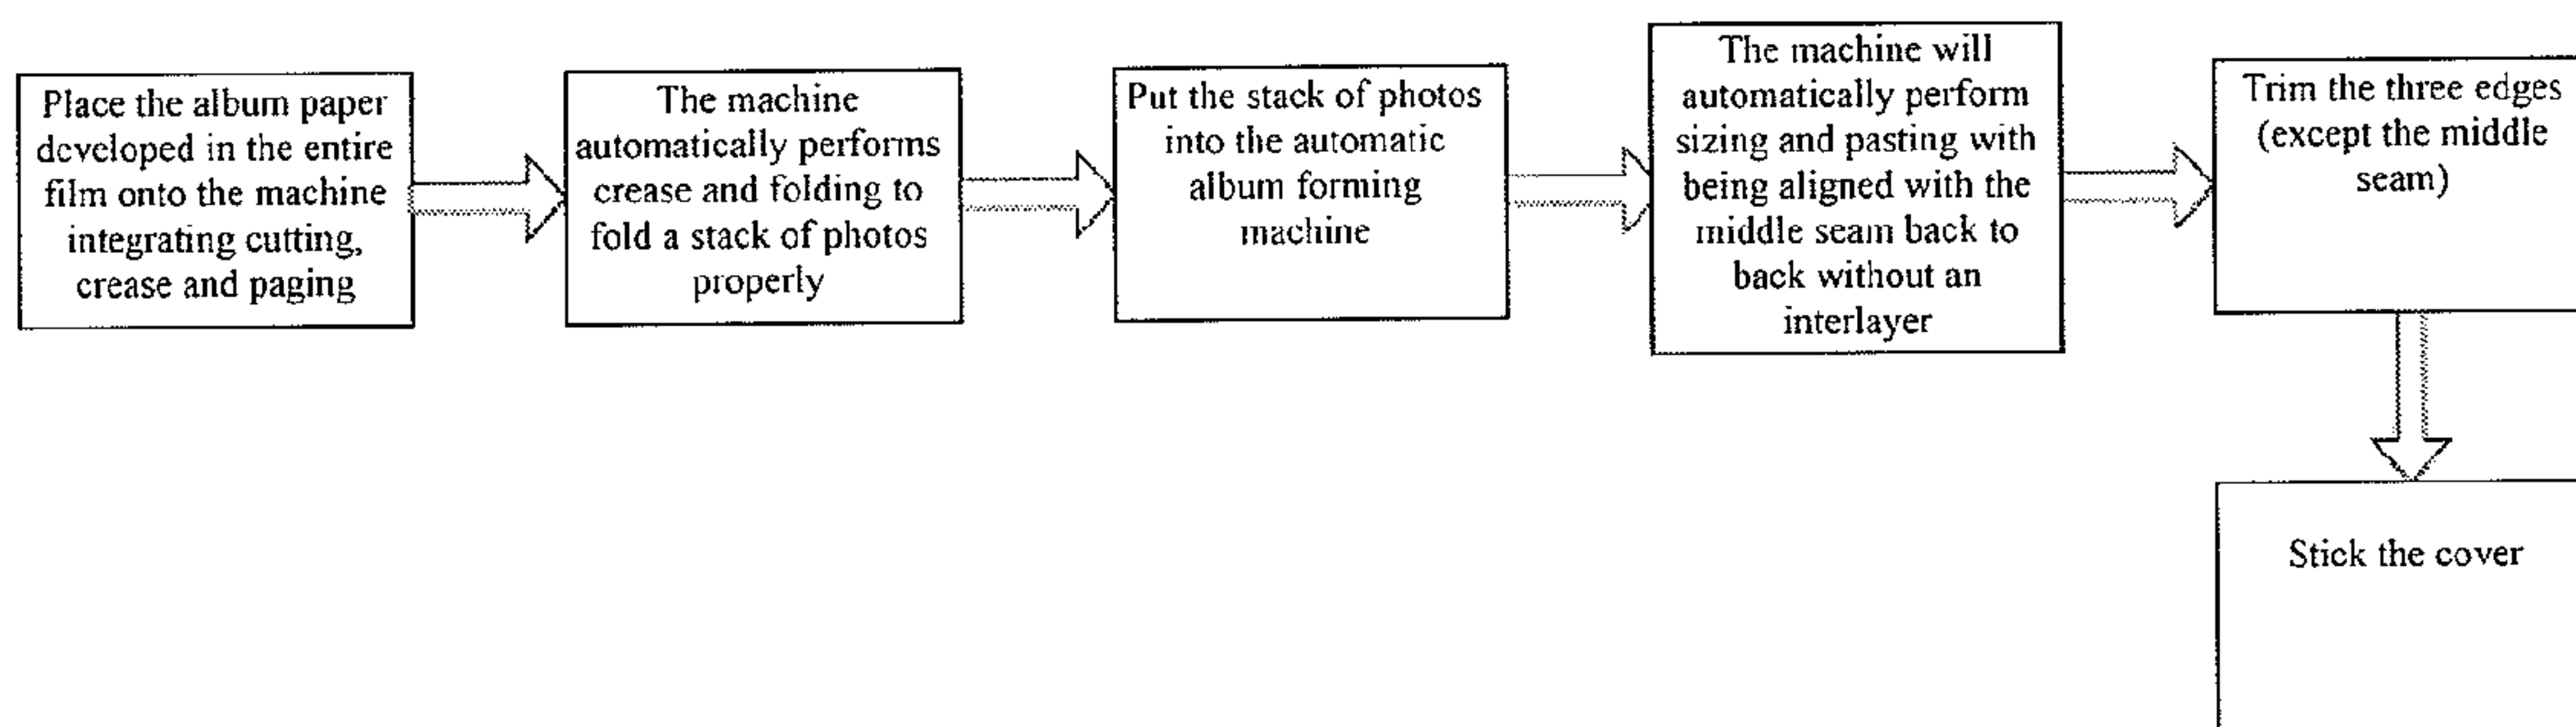 Place the album paper
developed in the entire
film onto the machine
integrating cutting,
crease and paging
The machine
automatically performs
crease and folding to
fold a stack of photos
properly
Put the stack of photos
into the automatic
album forming
machine
The machine will
automatically perform
sizing and pasting with
being aligned with the
middle seam back to
back without an
interlayer
Trim the three edges
(except the middle
seam)
Stick the cover